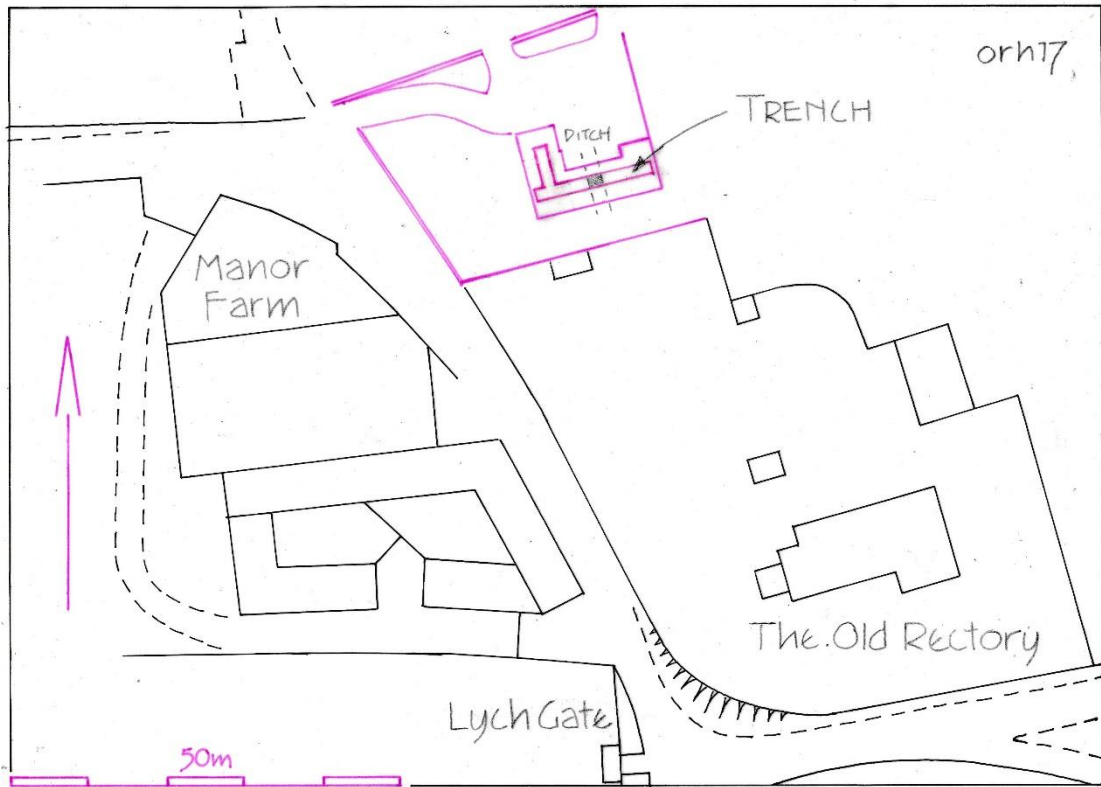 orh17
TRENCH
DITCH
Manor
Farm
The Old Rectory
Lych Gate
50m